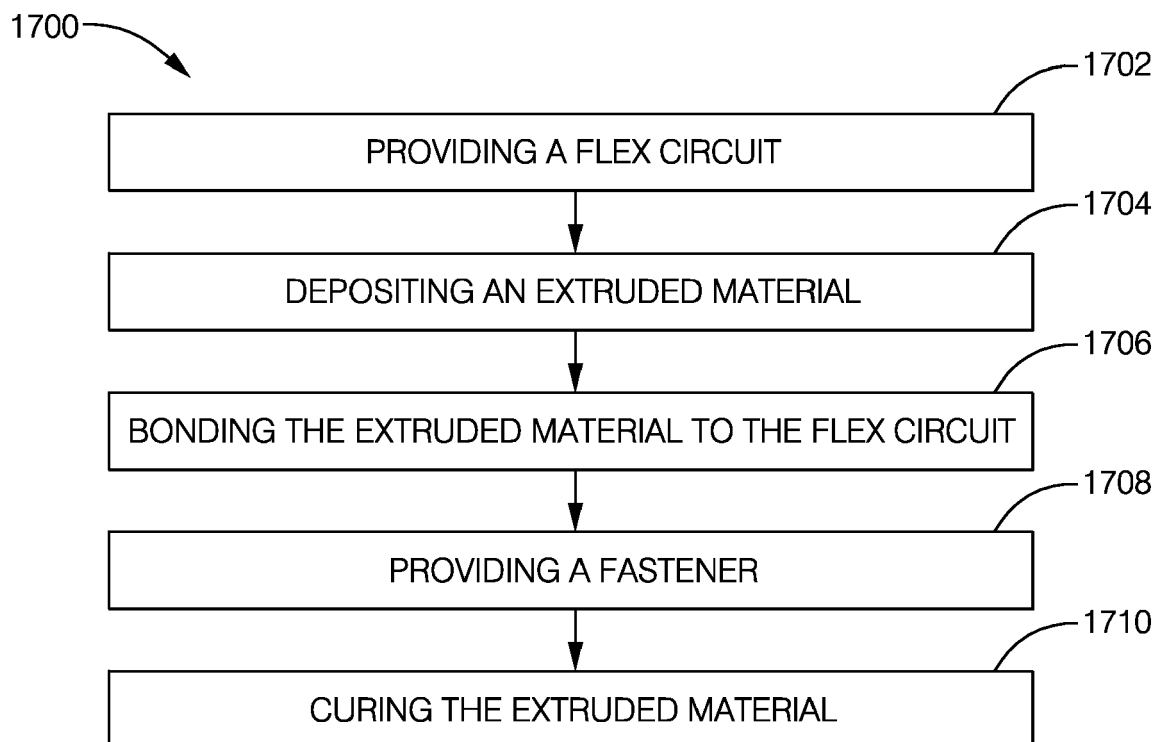 1700
1702
PROVIDING A FLEX CIRCUIT
1704
DEPOSITING AN EXTRUDED MATERIAL
1706
BONDING THE EXTRUDED MATERIAL TO THE FLEX CIRCUIT
1708
PROVIDING A FASTENER
1710
CURING THE EXTRUDED MATERIAL